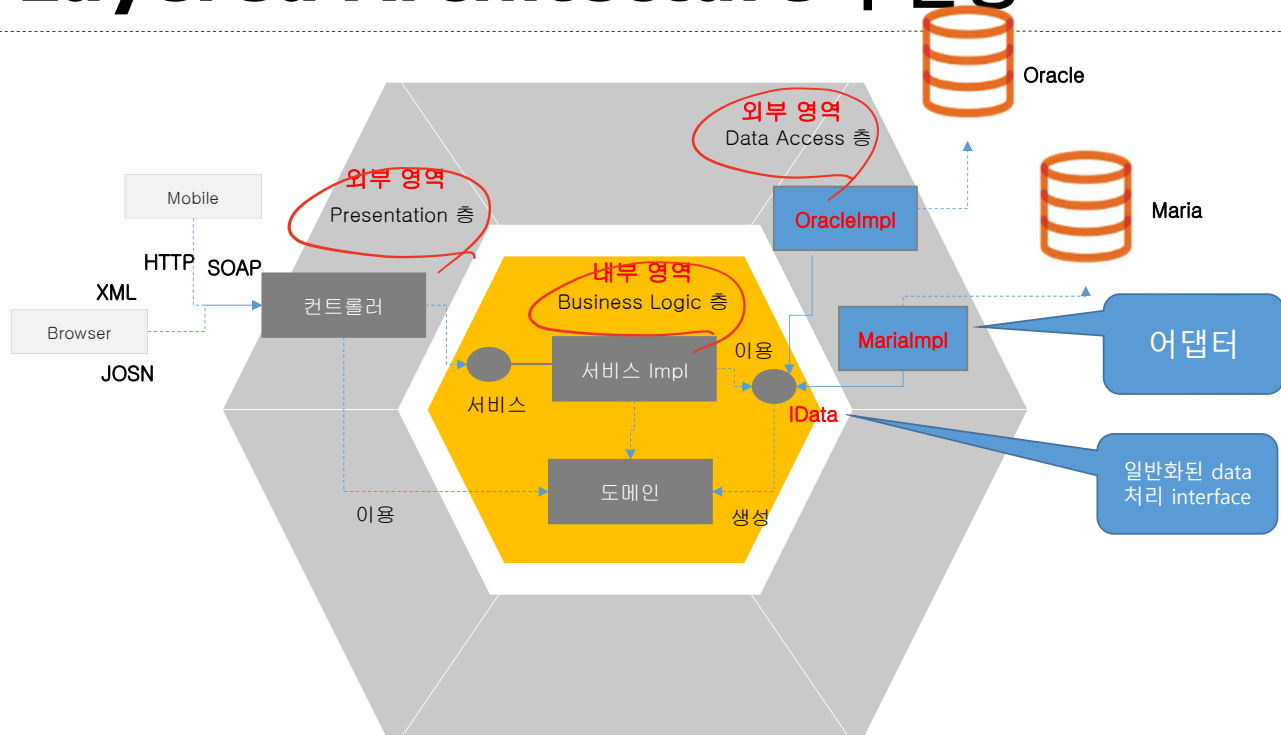 Layered Architecture
Oracle
외부 영역
Data Access 층
외부 영역
Presentation 층
Mobile
OracleImpl
Maria
HTTP
SOAP
XML
컨트롤러
내부 영역
Business Logic 층
Browser
JOSN
MariaImpl
어댑터
이용
서비스 Impl
서비스
IData
일반화된 data
처리 interface
도메인
이용
생성